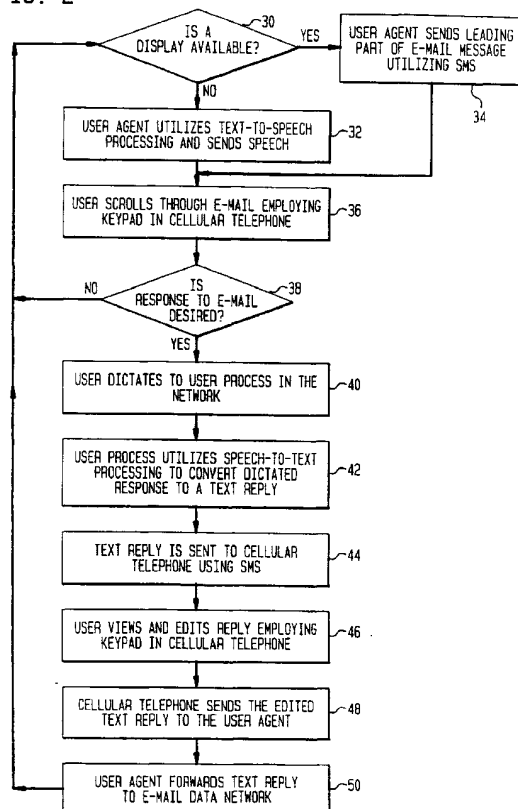 IS A
DISPLAY AVAILABLE?
30
YES
USER AGENT SENDS LEADING
PART OF E-MAIL MESSAGE
UTILIZING SMS
34
NO
USER AGENT UTILIZES TEXT-TO-SPEECH
PROCESSING AND SENDS SPEECH
32
USER SCROLLS THROUGH E-MAIL EMPLOYING
KEYPAD IN CELLULAR TELEPHONE
36
NO
IS
RESPONSE TO E-MAIL
DESIRED?
38
YES
USER DICTATES TO USER PROCESS IN THE
NETWORK
40
USER PROCESS UTILIZES SPEECH-TO-TEXT
PROCESSING TO CONVERT DICTATED
RESPONSE TO A TEXT REPLY
42
TEXT REPLY IS SENT TO CELLULAR
TELEPHONE USING SMS
44
USER VIEWS AND EDITS REPLY EMPLOYING
KEYPAD IN CELLULAR TELEPHONE
46
CELLULAR TELEPHONE SENDS THE EDITED
TEXT REPLY TO THE USER AGENT
48
USER AGENT FORWARDS TEXT REPLY
TO E-MAIL DATA NETWORK
50